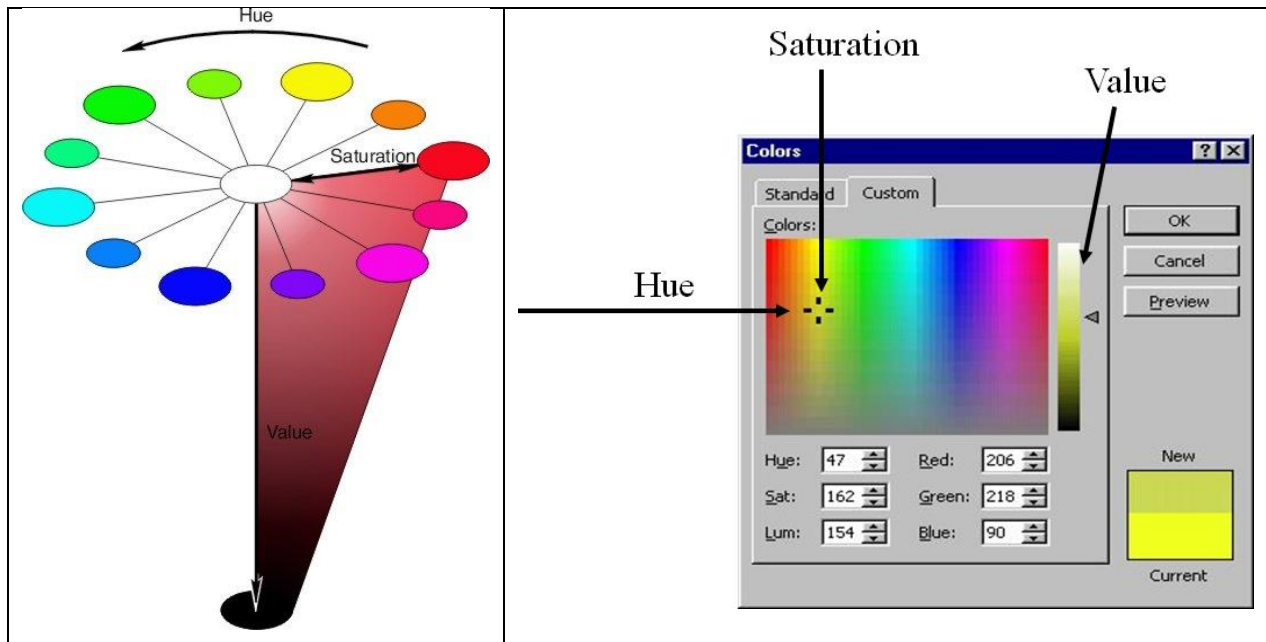 Hue
Saturation
Value
Saturation
Value
Hue
Colors
Standard Custom
Colors:
OK
Cancel
Preview
Hue: 47 Red: 206
Sat: 162 Green: 218
Lum: 154 Blue: 90
New
Current